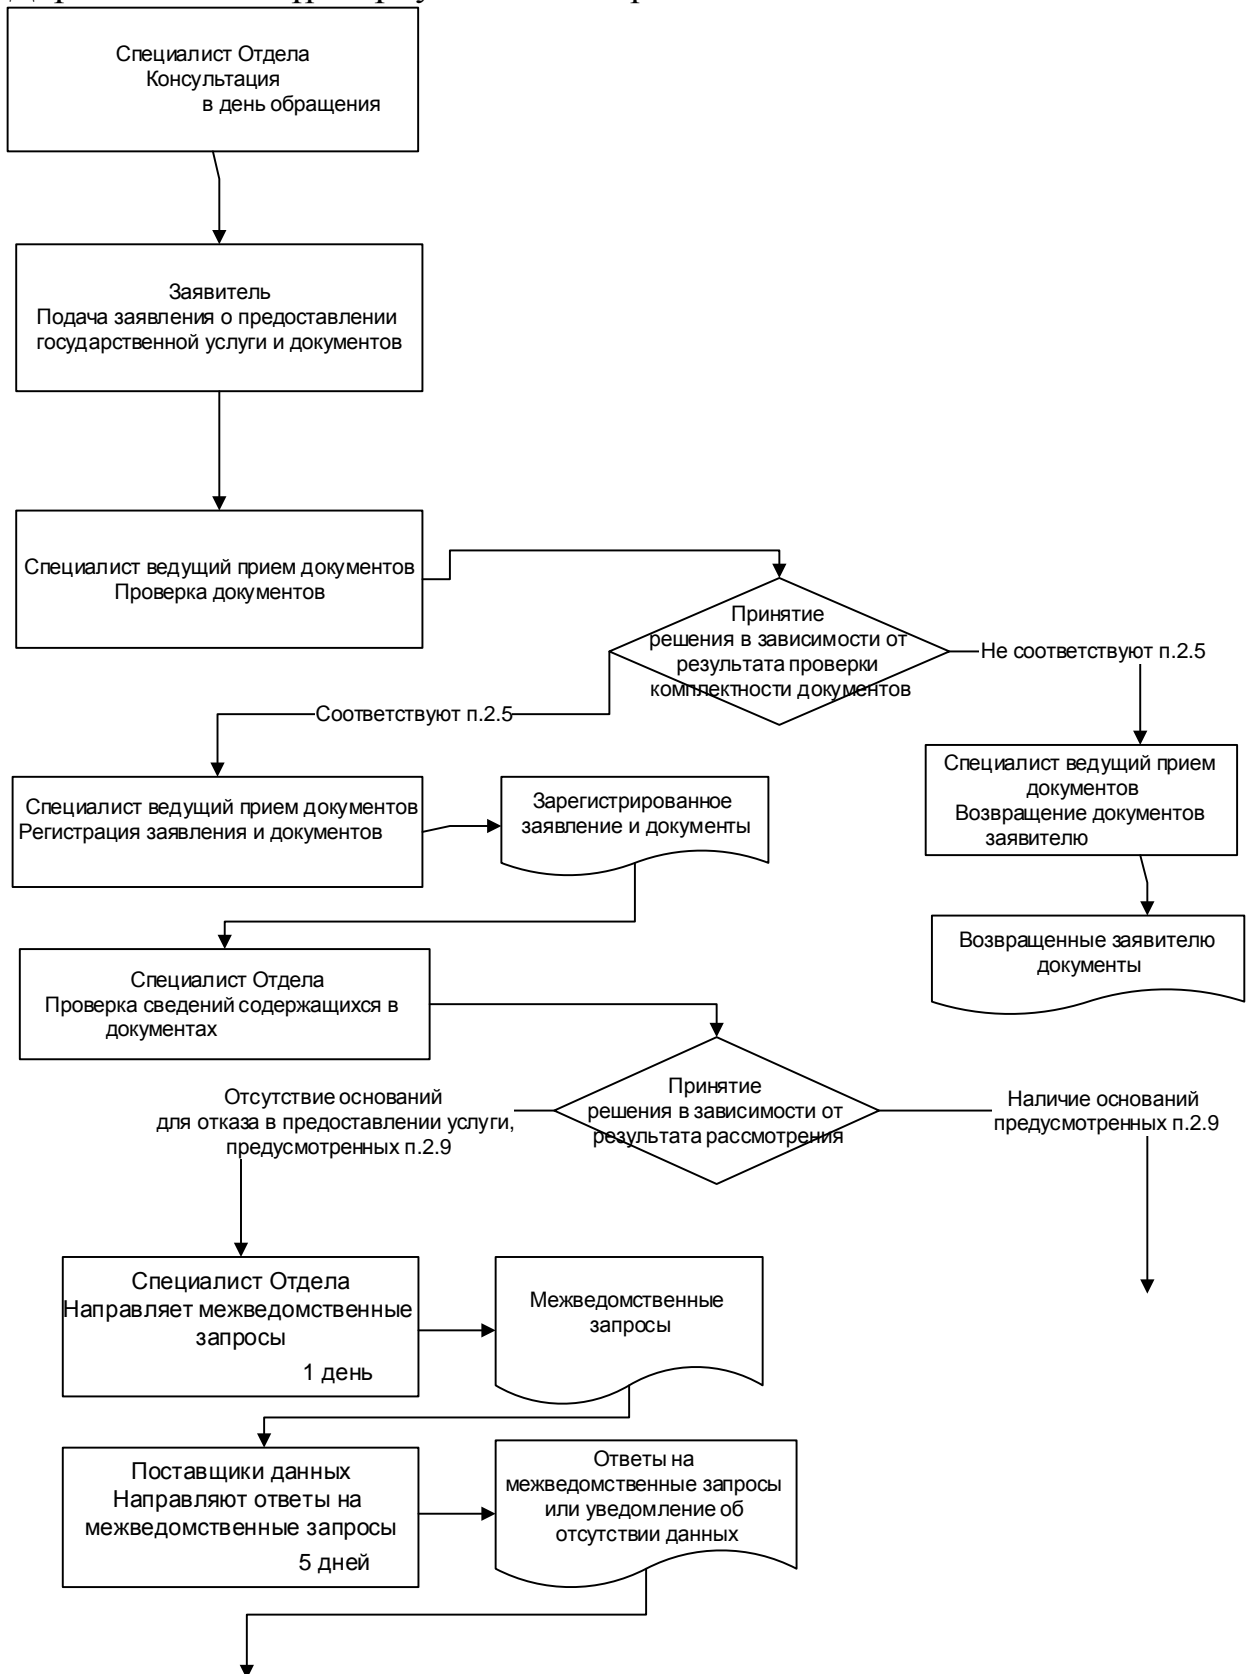 Специалист Отдела
Консультация
в день обращения
Заявитель
Подача заявления о предоставлении
государственной услуги и документов
Специалист ведущий прием документов
Проверка документов
Принятие
решения в зависимости от
результата проверки
комплектности документов
Не соответствуют п.2.5
Соответствуют п.2.5
Специалист ведущий прием
документов
Возвращение документов
заявителю
Специалист ведущий прием документов
Регистрация заявления и документов
Зарегистрированное
заявление и документы
Возвращенные заявителю
документы
Специалист Отдела
Проверка сведений содержащихся в
документах
Принятие
решения в зависимости от
результата рассмотрения
Отсутствие оснований
для отказа в предоставлении услуги,
предусмотренных п.2.9
Наличие оснований
предусмотренных п.2.9
Специалист Отдела
Направляет межведомственные
запросы
1 день
Межведомственные
запросы
Поставщики данных
Направляют ответы на
межведомственные запросы
5 дней
Ответы на
межведомственные запросы
или уведомление об
отсутствии данных